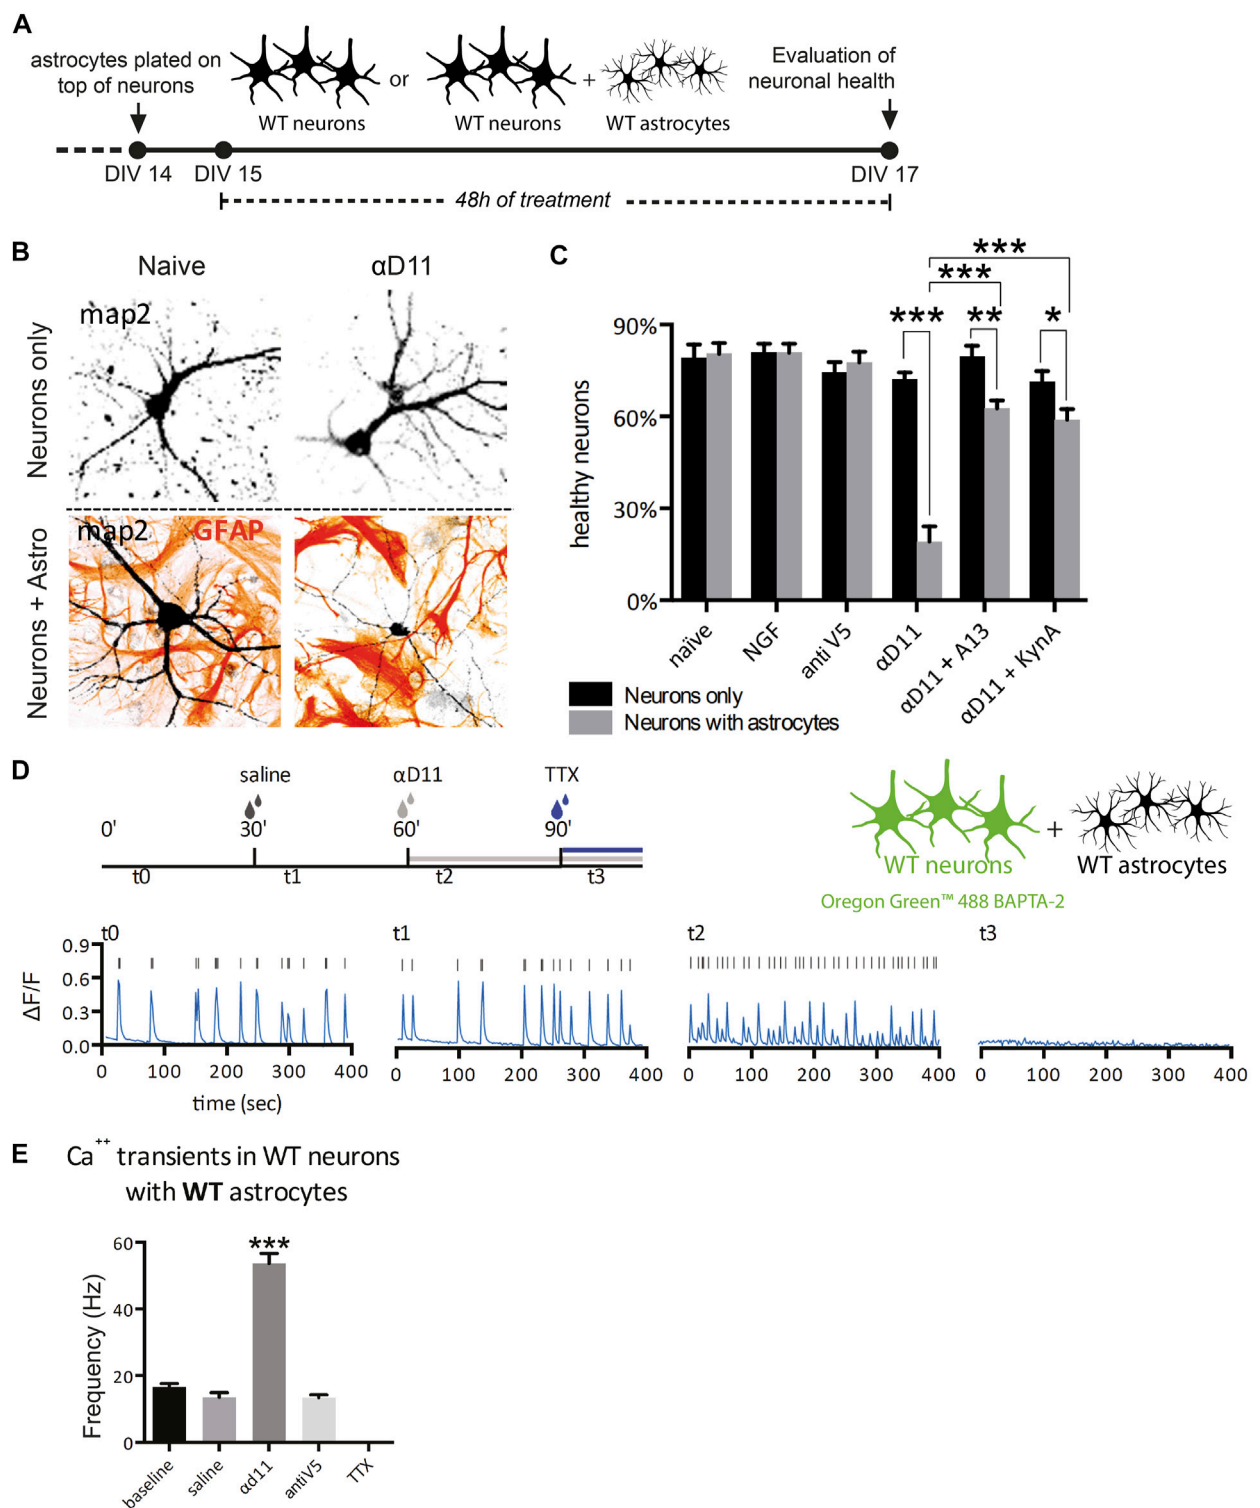 A
astrocytes plated on
top of neurons
or
+
Evaluation of
neuronal health
WT neurons
WT neurons
WT astrocytes
DIV 14
DIV 15
DIV 17
48h of treatment
B
Naive
αD11
Neurons only
map2
Neurons + Astro
map2
GFAP
C
***
***
***
**
*
healthy neurons
90%
60%
30%
0%
naïve
NGF
anti V5
αD11
αD11 + A13
αD11 + KynA
Neurons only
Neurons with astrocytes
D
saline
αD11
TTX
0'
30'
60'
90'
t0
t1
t2
t3
+
WT neurons
WT astrocytes
Oregon Green™ 488 BAPTA-2
t0
t1
t2
t3
ΔF/F
0.9
0.6
0.3
0.0
0 100 200 300 400
0 100 200 300 400
0 100 200 300 400
0 100 200 300 400
time (sec)
E
Ca++ transients in WT neurons
with WT astrocytes
***
Frequency (Hz)
60
40
20
0
baseline
saline
αd11
antiV5
TTX